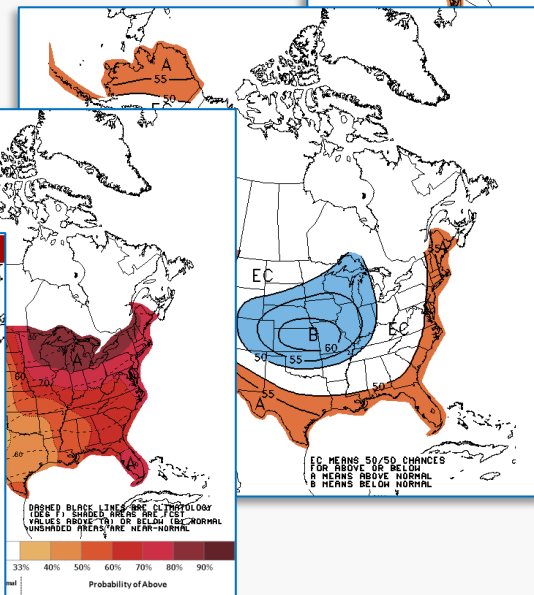 A
55
50
EC
EC
B
60
50
55
50
55
A
55
A
EC MEANS 50/50 CHANCES
FOR ABOVE OR BELOW
A MEANS ABOVE NORMAL
B MEANS BELOW NORMAL
A
60
70
60
A
DASHED BLACK LINES ARE CLIMATOLOGY
(DEG F) SHADED AREAS ARE FCST
VALUES ABOVE (A) OR BELOW (B) NORMAL
UNSHADED AREAS ARE NEAR-NORMAL
33% 40% 50% 60% 70% 80% 90%
mal
Probability of Above